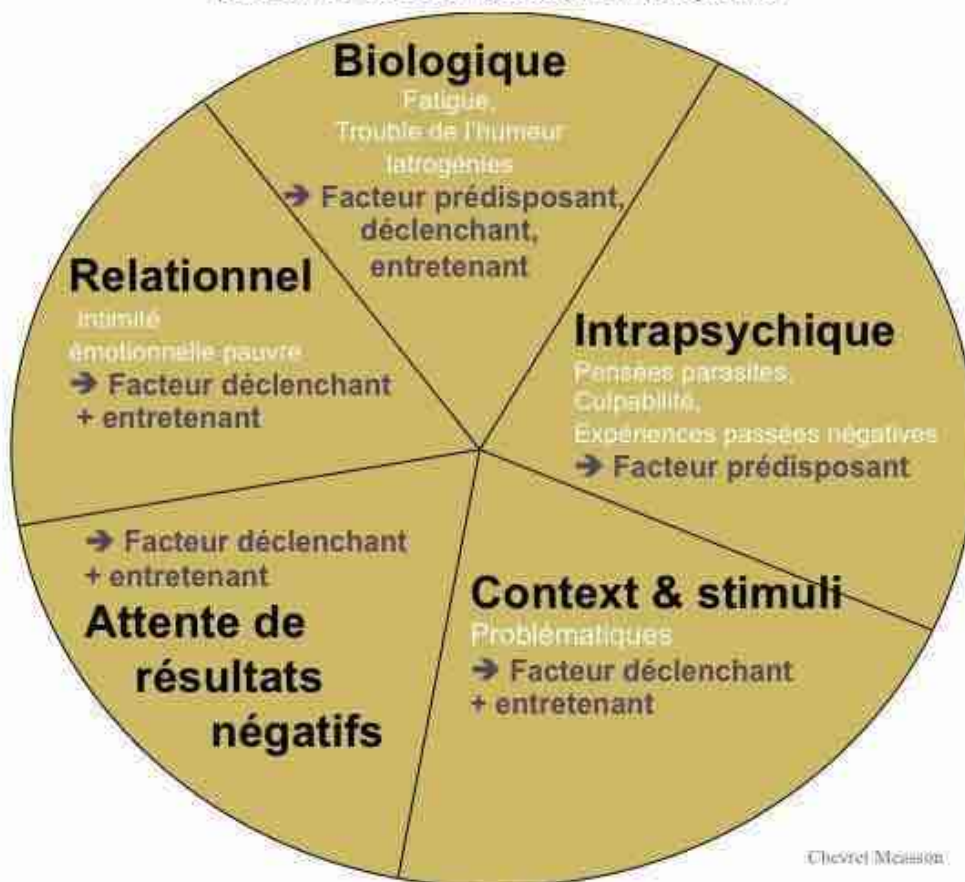 Biologique
Fatigue,
Trouble de l'humeur
Iatrogénies
➔ Facteur prédisposant,
déclenchant,
entretenant
Relationnel
Intimité
émotionnelle pauvre
➔ Facteur déclenchant
+ entretenant
Intrapsychique
Pensées parasites,
Culpabilité,
Expériences passées négatives
➔ Facteur prédisposant
➔ Facteur déclenchant
+ entretenant
Attente de
résultats
négatifs
Context & stimuli
Problématiques
➔ Facteur déclenchant
+ entretenant
Chevret Measson